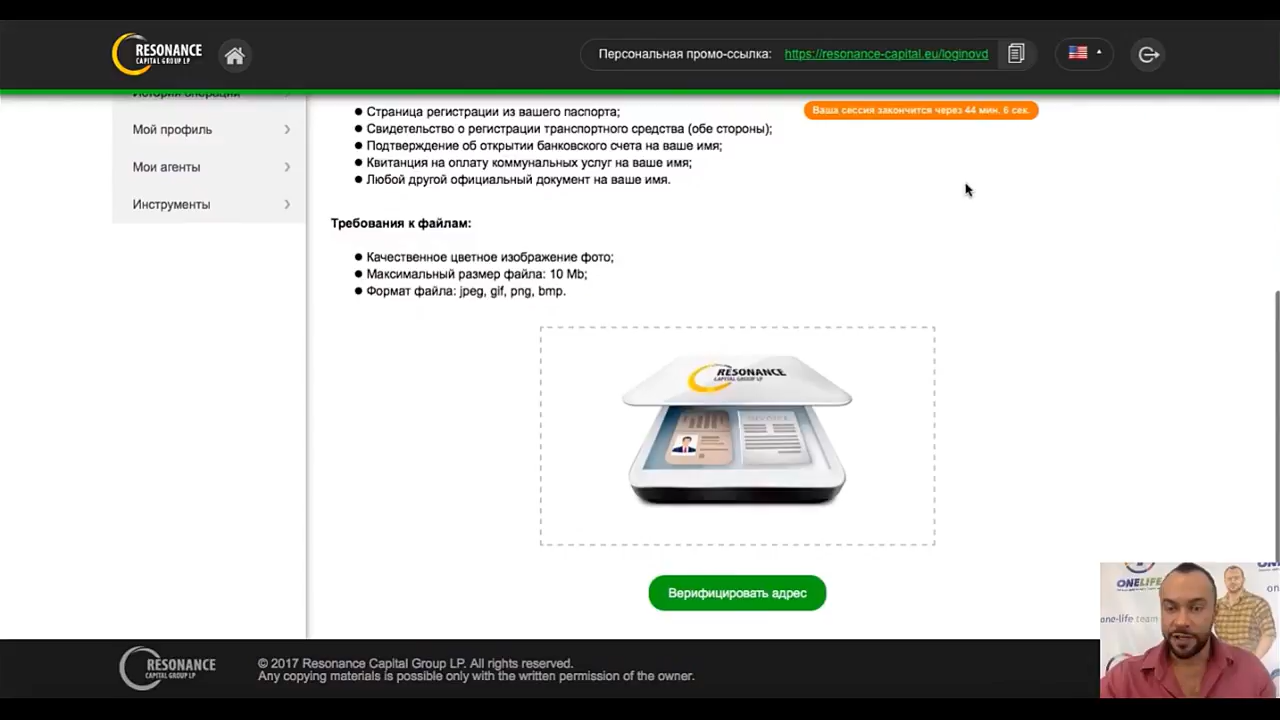 RESONANCE
CAPITAL GROUP LP
Персональная промо-ссылка: https://resonance-capital.eu/loginovd
История операций
Мой профиль
Мои агенты
Инструменты
Страница регистрации из вашего паспорта;
Свидетельство о регистрации транспортного средства (обе стороны);
Подтверждение об открытии банковского счета на ваше имя;
Квитанция на оплату коммунальных услуг на ваше имя;
Любой другой официальный документ на ваше имя.
Ваша сессия закончится через 44 мин. 6 сек.
Требования к файлам:
Качественное цветное изображение фото;
Максимальный размер файла: 10 Mb;
Формат файла: jpeg, gif, png, bmp.
RESONANCE
CAPITAL GROUP LP
Верифицировать адрес
RESONANCE
CAPITAL GROUP LP
© 2017 Resonance Capital Group LP. All rights reserved.
Any copying materials is possible only with the written permission of the owner.
ONELIFE
one-life team